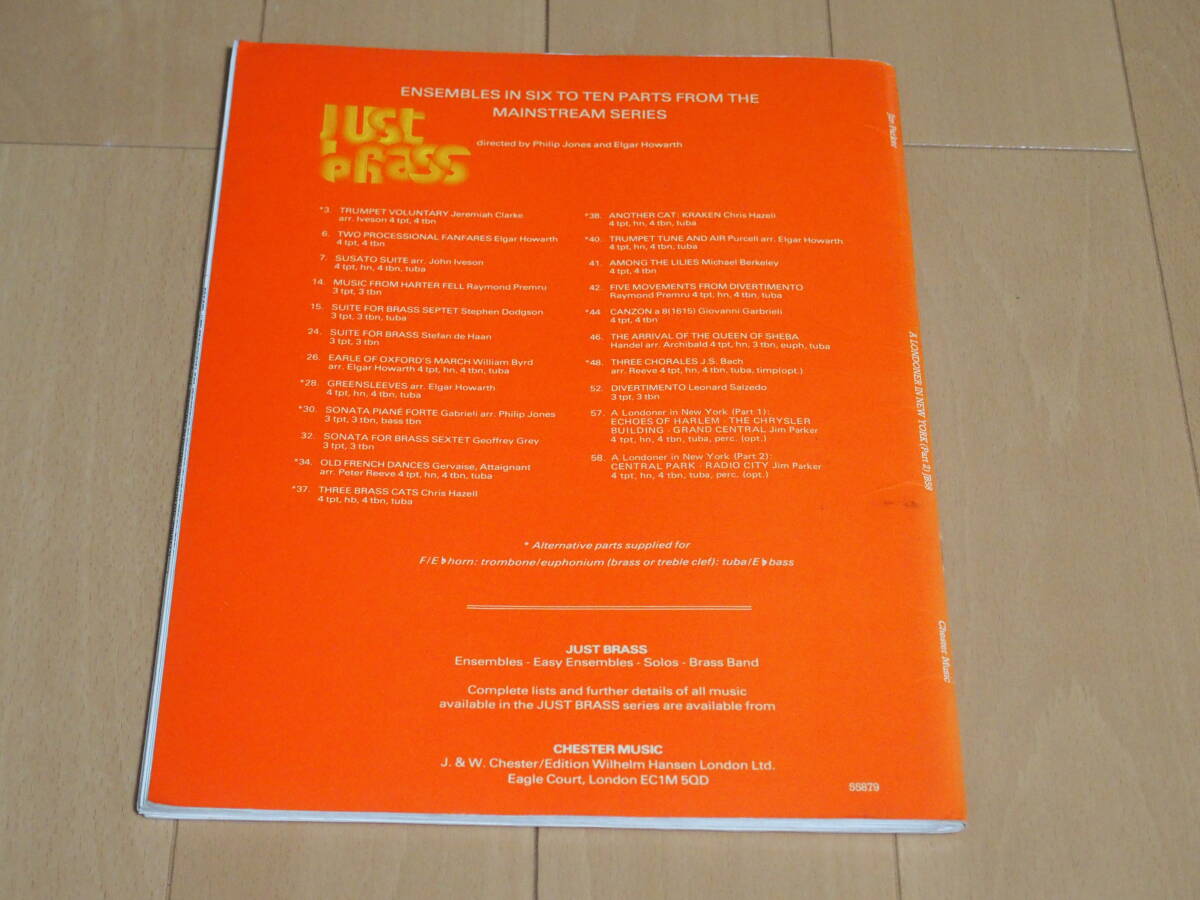 ENSEMBLES IN SIX TO TEN PARTS FROM THE
MAINSTREAM SERIES
Just
brass
directed by Philip Jones and Elgar Howarth
*3. TRUMPET VOLUNTARY Jeremiah Clarke
arr. Iveson 4 tpt, 4 tbn
6. TWO PROCESSIONAL FANFARES Elgar Howarth
4 tpt, 4 tbn
7. SUSATO SUITE arr. John Iveson
4 tpt, hn, 4 tbn, tuba
14. MUSIC FROM HARTER FELL Raymond Premru
3 tpt, 3 tbn
15. SUITE FOR BRASS SEPTET Stephen Dodgson
3 tpt, 3 tbn, tuba
24. SUITE FOR BRASS Stefan de Haan
3 tpt, 3 tbn
26. EARLE OF OXFORD'S MARCH William Byrd
arr. Elgar Howarth 4 tpt, hn, 4 tbn, tuba
*28. GREENSLEEVES arr. Elgar Howarth
4 tpt, hn, 4 tbn, tuba
*30. SONATA PIANÉ FORTE Gabrieli arr. Philip Jones
3 tpt, 3 tbn, bass tbn
32. SONATA FOR BRASS SEXTET Geoffrey Grey
3 tpt, 3 tbn
*34. OLD FRENCH DANCES Gervaise, Attaignant
arr. Peter Reeve 4 tpt, hn, 4 tbn, tuba
*37. THREE BRASS CATS Chris Hazell
4 tpt, hb, 4 tbn, tuba
*38. ANOTHER CAT: KRAKEN Chris Hazell
4 tpt, hn, 4 tbn, tuba
*40. TRUMPET TUNE AND AIR Purcell arr. Elgar Howarth
4 tpt, hn, 4 tbn, tuba
41. AMONG THE LILIES Michael Berkeley
4 tpt, 4 tbn
42. FIVE MOVEMENTS FROM DIVERTIMENTO
Raymond Premru 4 tpt, hn, 4 tbn, tuba
*44 CANZON a 8(1615) Giovanni Garbrieli
4 tpt, 4 tbn
46. THE ARRIVAL OF THE QUEEN OF SHEBA
Handel arr. Archibald 4 tpt, hn, 3 tbn, euph, tuba
*48. THREE CHORALES J.S. Bach
arr. Reeve 4 tpt, hn, 4 tbn, tuba, timp(opt.)
52. DIVERTIMENTO Leonard Salzedo
3 tpt, 3 tbn
57. A Londoner in New York (Part 1):
ECHOES OF HARLEM · THE CHRYSLER
BUILDING · GRAND CENTRAL Jim Parker
4 tpt, hn, 4 tbn, tuba, perc. (opt.)
58. A Londoner in New York (Part 2):
CENTRAL PARK · RADIO CITY Jim Parker
4 tpt, hn, 4 tbn, tuba, perc. (opt.)
* Alternative parts supplied for
F/E♭horn: trombone/euphonium (brass or treble clef): tuba/E♭bass
JUST BRASS
Ensembles - Easy Ensembles - Solos - Brass Band
Complete lists and further details of all music
available in the JUST BRASS series are available from
CHESTER MUSIC
J. & W. Chester/Edition Wilhelm Hansen London Ltd.
Eagle Court, London EC1M 5QD
55879
Jim Parker
A LONDONER IN NEW YORK (Part 2) JB58
Chester Music